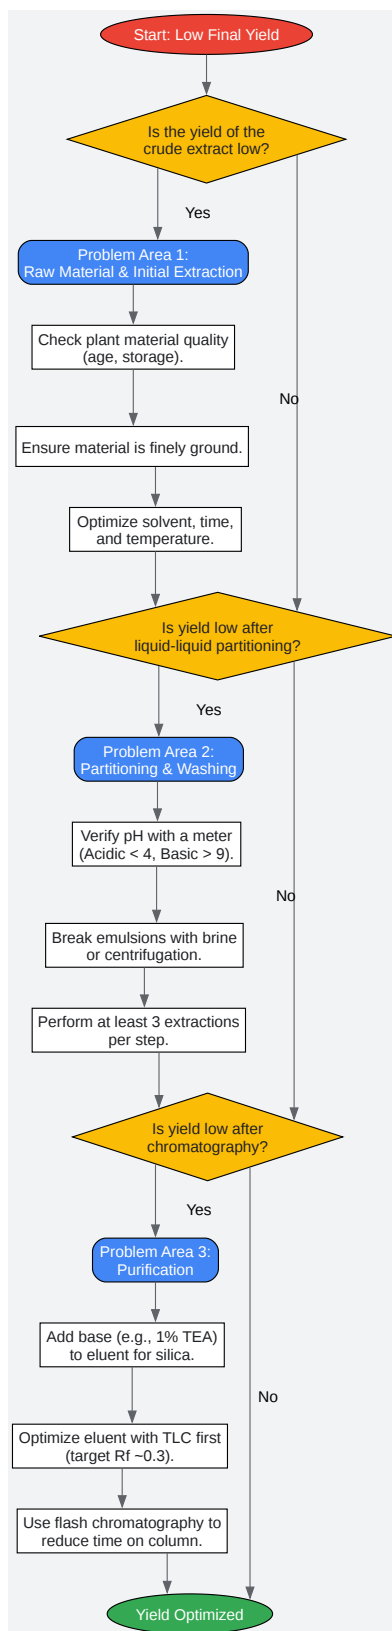 Start: Low Final Yield
Is the yield of the
crude extract low?
Yes
Problem Area 1:
Raw Material & Initial Extraction
Check plant material quality
(age, storage).
No
Ensure material is finely ground.
Optimize solvent, time,
and temperature.
Is yield low after
liquid-liquid partitioning?
Yes
Problem Area 2:
Partitioning & Washing
Verify pH with a meter
(Acidic < 4, Basic > 9).
No
Break emulsions with brine
or centrifugation.
Perform at least 3 extractions
per step.
Is yield low after
chromatography?
Yes
Problem Area 3:
Purification
Add base (e.g., 1% TEA)
to eluent for silica.
No
Optimize eluent with TLC first
(target Rf ~0.3).
Use flash chromatography to
reduce time on column.
Yield Optimized